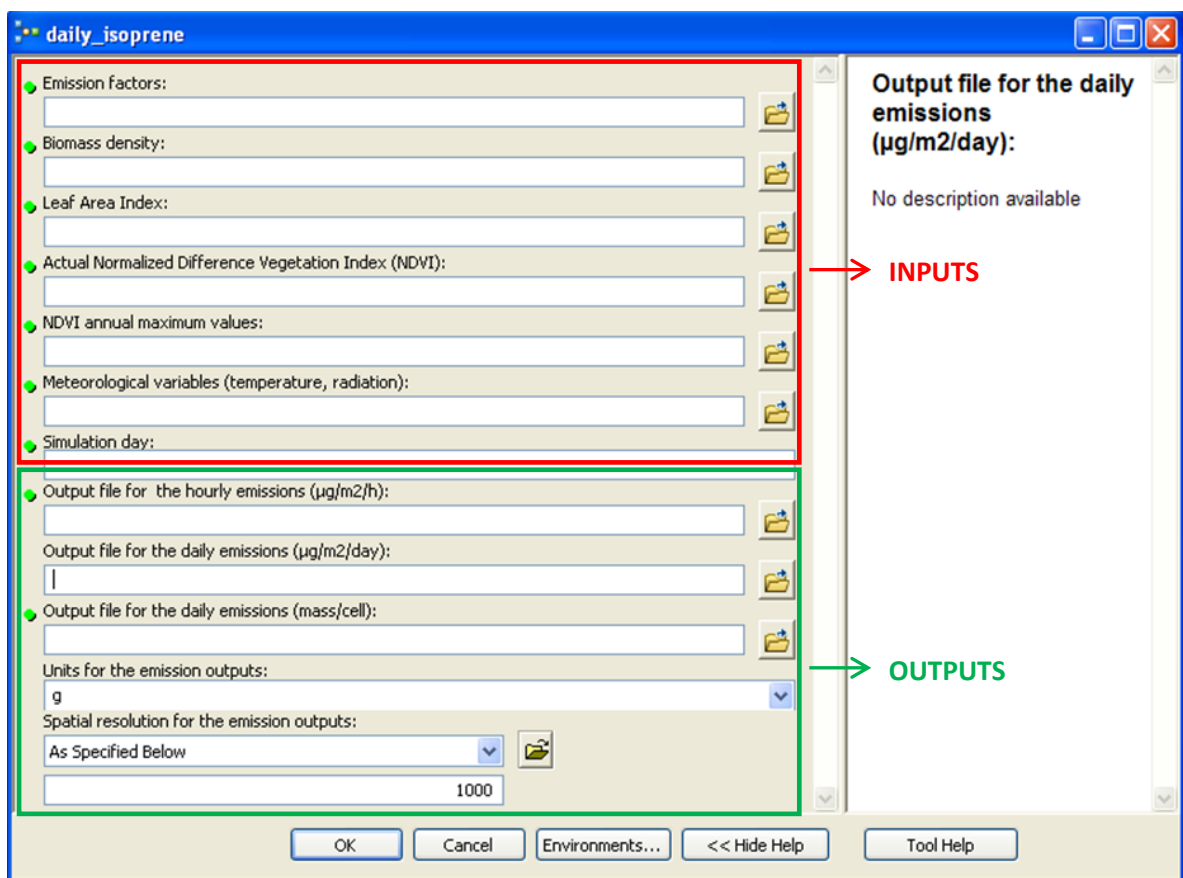 daily_isoprene
Emission factors:
Biomass density:
Leaf Area Index:
Actual Normalized Difference Vegetation Index (NDVI):
NDVI annual maximum values:
Meteorological variables (temperature, radiation):
Simulation day:
Output file for  the hourly emissions (µg/m2/h):
Output file for the daily emissions (µg/m2/day):
Output file for the daily emissions (mass/cell):
Units for the emission outputs:
g
Spatial resolution for the emission outputs:
As Specified Below
1000
INPUTS
OUTPUTS
Output file for the daily
emissions
(µg/m2/day):
No description available
OK
Cancel
Environments...
<< Hide Help
Tool Help